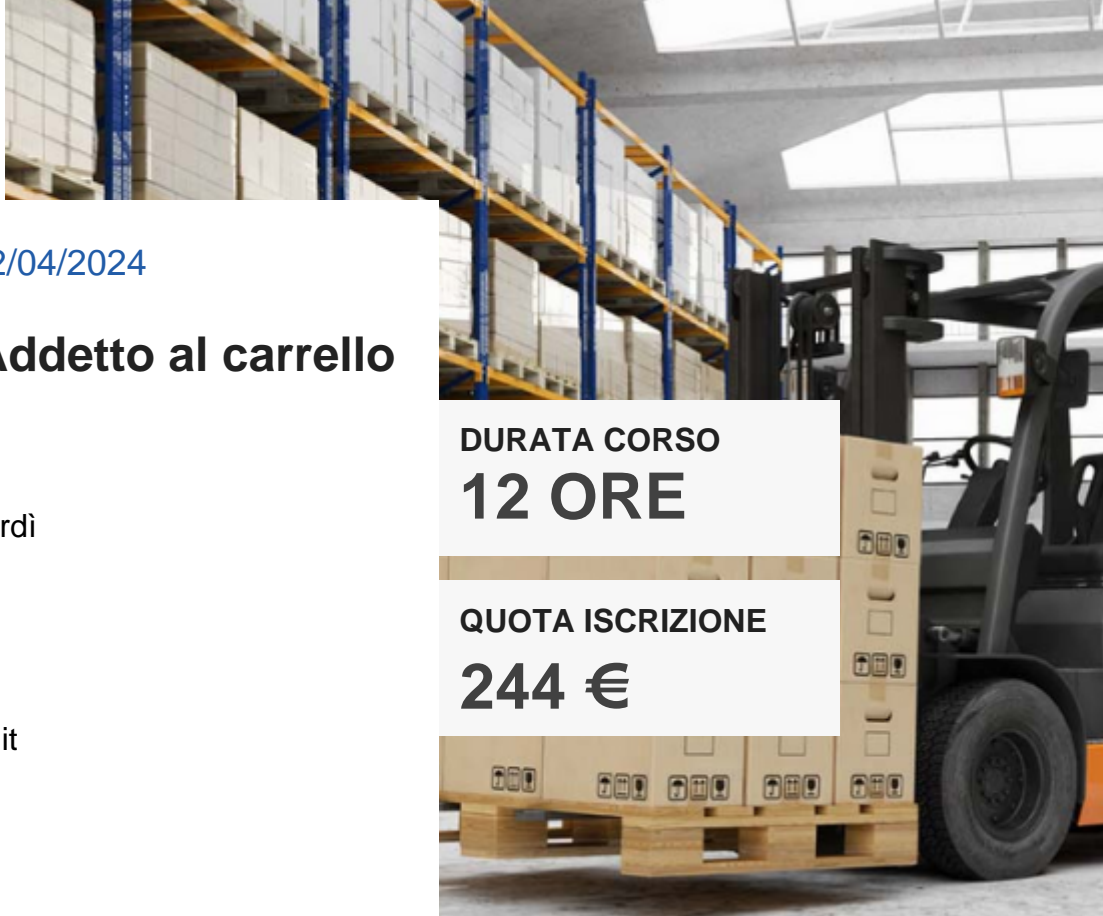 2/04/2024
Addetto al carrello
DURATA CORSO
12 ORE
rdì
QUOTA ISCRIZIONE
244 €
it